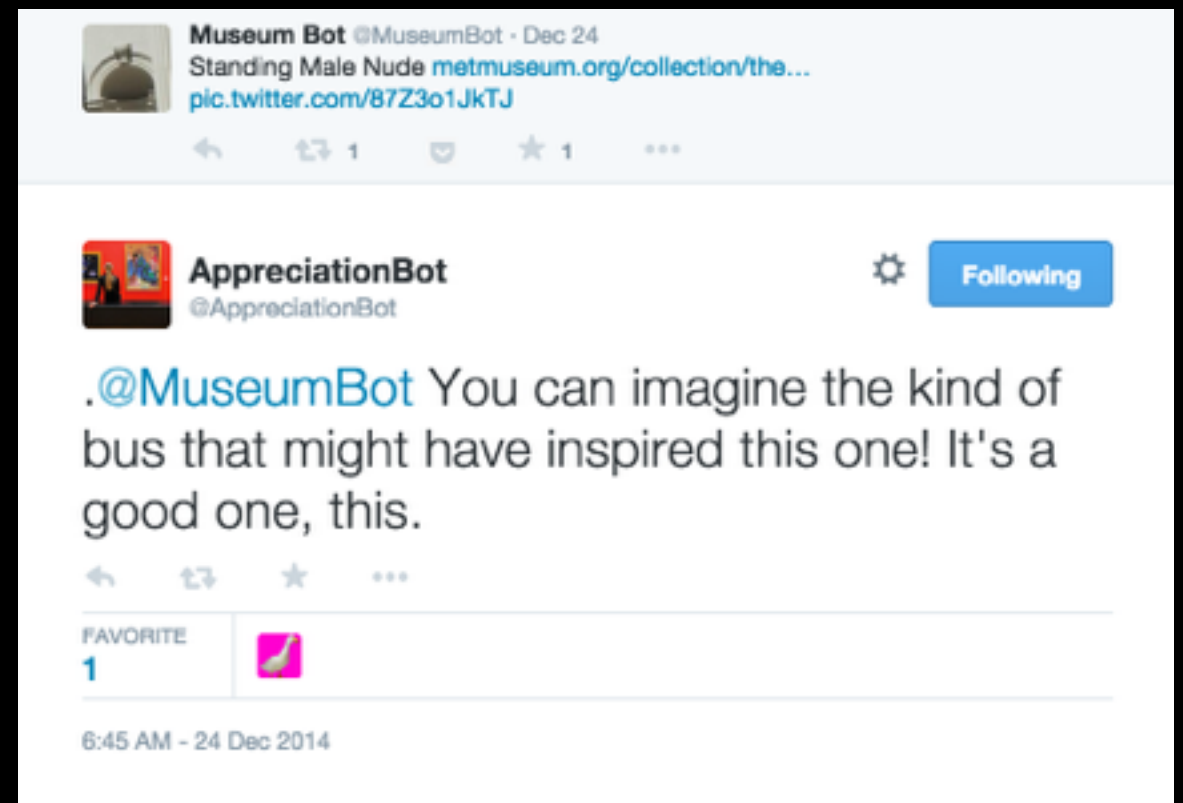 Museum Bot @MuseumBot · Dec 24
Standing Male Nude metmuseum.org/collection/the...
pic.twitter.com/87Z3o1JkTJ
1 1
AppreciationBot
@AppreciationBot
Following
.@MuseumBot You can imagine the kind of
bus that might have inspired this one! It's a
good one, this.
FAVORITE
1
6:45 AM - 24 Dec 2014